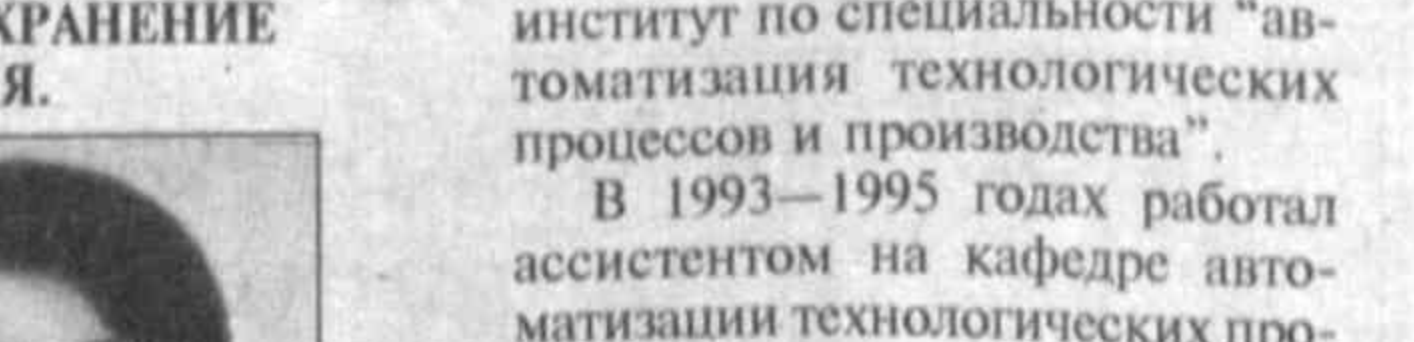 ХРАНЕНИЕ
Я.
институт по специальности “ав-
томатизация технологических
процессов и производства”.
В 1993—1995 годах работал
ассистентом на кафедре авто-
матизации технологических про-